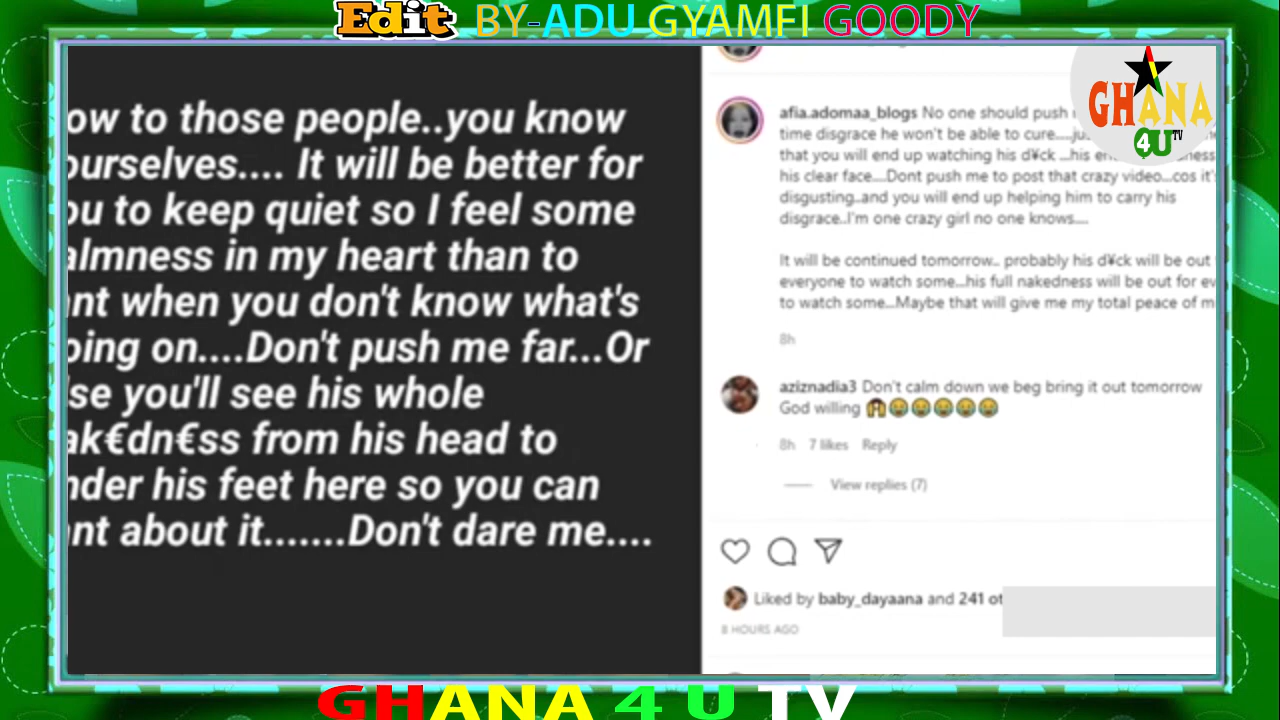 Edit BY-ADU GYAMFI GOODY
GHANA
4U TV
ow to those people..you know
ourselves.... It will be better for
ou to keep quiet so I feel some
almness in my heart than to
ant when you don't know what's
oing on....Don't push me far...Or
lse you'll see his whole
ak€dn€ss from his head to
nder his feet here so you can
ant about it.......Don't dare me....
afia.adomaa_blogs No one should push
time disgrace he won't be able to cure....
that you will end up watching his d¥ck ...his
his clear face....Dont push me to post that crazy video...cos it's
disgusting..and you will end up helping him to carry his
disgrace..I'm one crazy girl no one knows....
It will be continued tomorrow.. probably his d¥ck will be out
everyone to watch some...his full nakedness will be out for ev
to watch some...Maybe that will give me my total peace of m
8h
aziznadia3 Don't calm down we beg bring it out tomorrow
God willing 🙌😭😭😭😭😭
8h 7 likes Reply
View replies (7)
Liked by baby_dayaana and 241 ot
8 HOURS AGO
GHANA 4 U TV